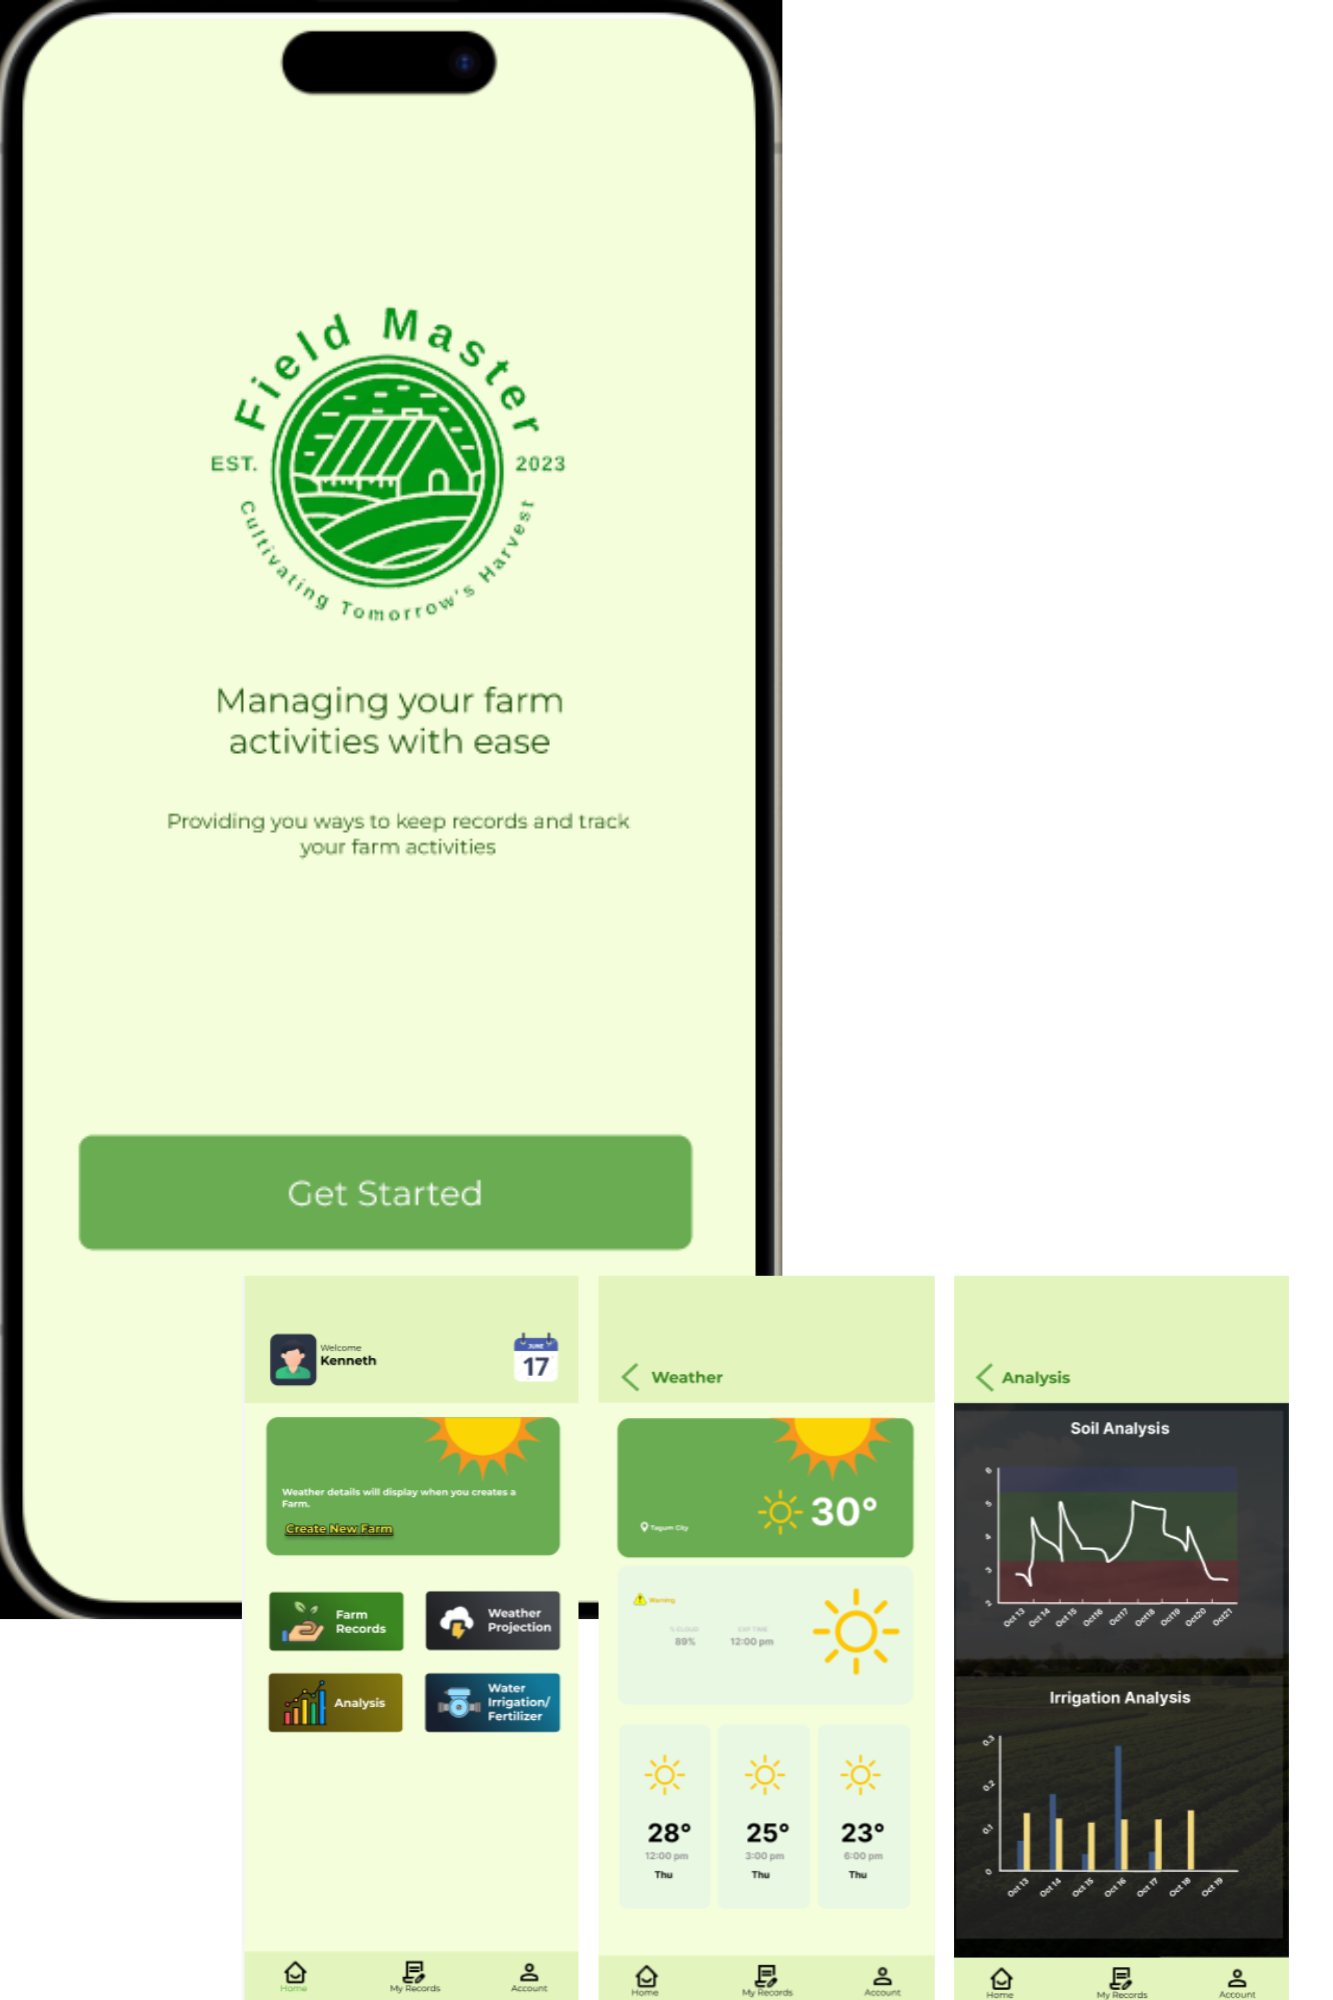 Field Master
EST.
2023
Cultivating Tomorrow's Harvest
Managing your farm
activities with ease
Providing you ways to keep records and track
your farm activities
Get Started
Welcome
Kenneth
JUNE
17
Weather details will display when you creates a
Farm.
Create New Farm
Farm
Records
Weather
Projection
Analysis
Water
Irrigation/
Fertilizer
Home
My Records
Account
Weather
30°
Tagum City
Warning
% CLOUD
EXP TIME
89%
12:00 pm
28°
25°
23°
12:00 pm
3:00 pm
6:00 pm
Thu
Thu
Thu
Home
My Records
Account
Analysis
Soil Analysis
6
5
4
3
2
Oct 13
Oct 14
Oct 15
Oct16
Oct17
Oct18
Oct19
Oct20
Oct21
Irrigation Analysis
0.3
0.2
0.1
0
Oct 13
Oct 14
Oct 15
Oct 16
Oct 17
Oct 18
Oct 19
Home
My Records
Account